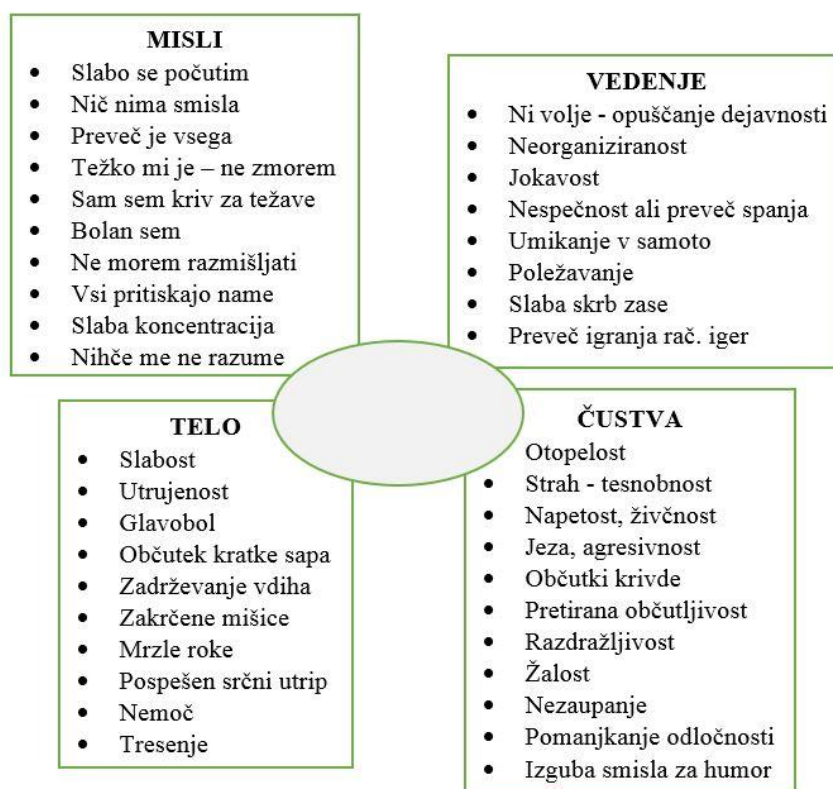 MISLI
• Slabo se počutim
• Nič nima smisla
• Preveč je vsega
• Težko mi je – ne zmorem
• Sam sem kriv za težave
• Bolan sem
• Ne morem razmišljati
• Vsi pritiskajo name
• Slaba koncentracija
• Nihče me ne razume
VEDENJE
• Ni volje - opuščanje dejavnosti
• Neorganiziranost
• Jokavost
• Nespečnost ali preveč spanja
• Umikanje v samoto
• Poležavanje
• Slaba skrb zase
• Preveč igranja rač. iger
TELO
• Slabost
• Utrujenost
• Glavobol
• Občutek kratke sapa
• Zadrževanje vdiha
• Zakrčene mišice
• Mrzle roke
• Pospešen srčni utrip
• Nemoč
• Tresenje
ČUSTVA
Otopelost
• Strah - tesnobnost
• Napetost, živčnost
• Jeza, agresivnost
• Občutki krivde
• Pretirana občutljivost
• Razdražljivost
• Žalost
• Nezaupanje
• Pomanjkanje odločnosti
• Izguba smisla za humor